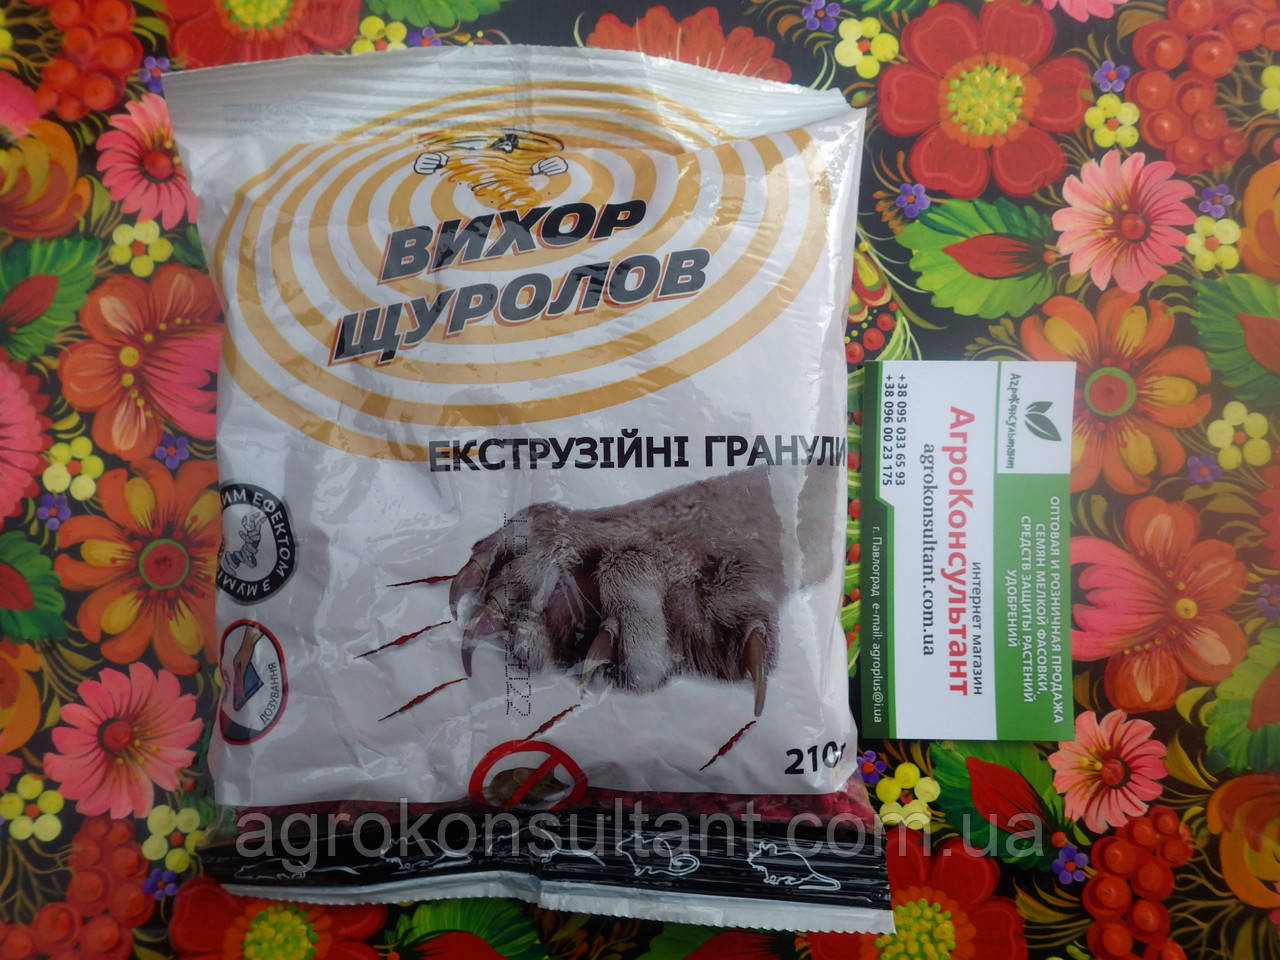 ВИХОР
ЩУРОЛОВ
ЕКСТРУЗІЙНІ ГРАНУЛИ
ИМ ЕФЕКТОМ
З МУМІ
ДОЗУВАННЯ
210г
agrokonsultant.com.ua
АгроКонсультант
ОПТОВАЯ И РОЗНИЧНАЯ ПРОДАЖА
СЕМЯН МЕЛКОЙ ФАСОВКИ,
СРЕДСТВ ЗАЩИТЫ РАСТЕНИЙ
УДОБРЕНИЙ
интернет магазин
АгроКонсультант
agrokonsultant.com.ua
+38 095 033 65 93
+38 096 00 23 175
г. Павлоград e-mail: agroplus@i.ua